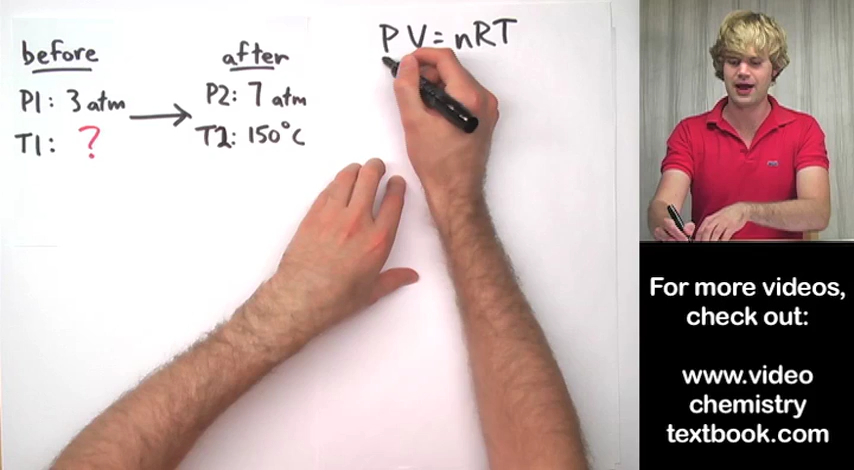 before
P1: 3 atm
T1: ?
after
P2: 7 atm
T2: 150°C
PV = nRT
For more videos,
check out:
www.video
chemistry
textbook.com